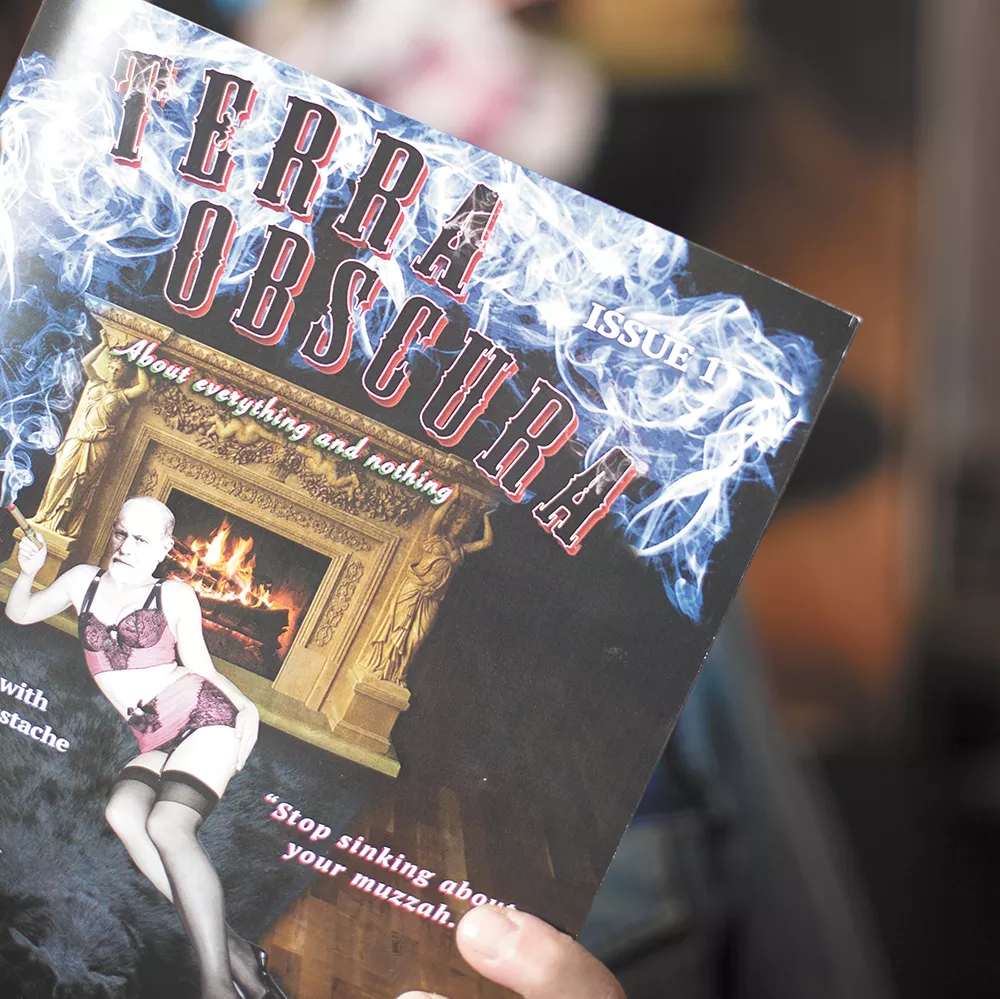 TERRA
OBSCURA
ISSUE 1
About everything and nothing
with
stache
"Stop sinking about
your muzzah.